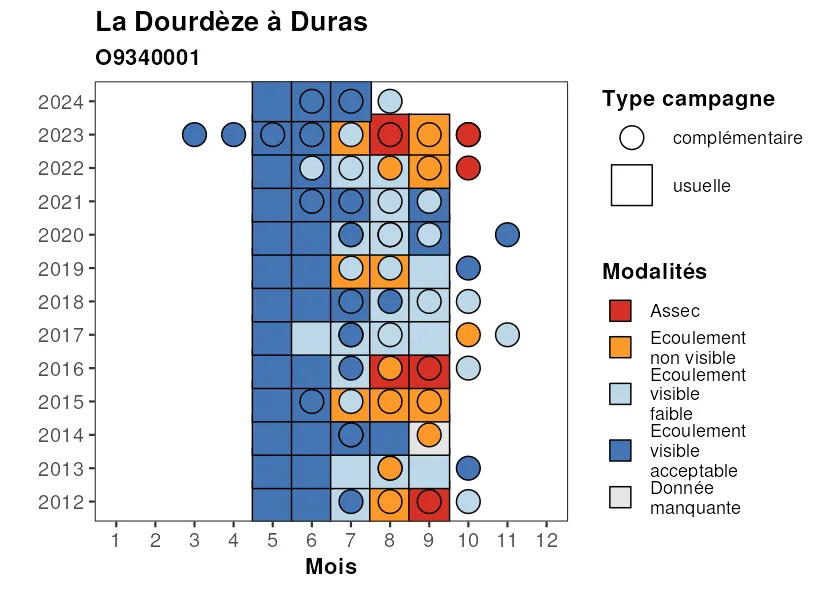 La Dourdèze à Duras
O9340001
2024
2023
2022
2021
2020
2019
2018
2017
2016
2015
2014
2013
2012
1 2 3 4 5 6 7 8 9 10 11 12
Mois
Type campagne
complémentaire
usuelle
Modalités
Assec
Ecoulement
non visible
Ecoulement
visible
faible
Ecoulement
visible
acceptable
Donnée
manquante